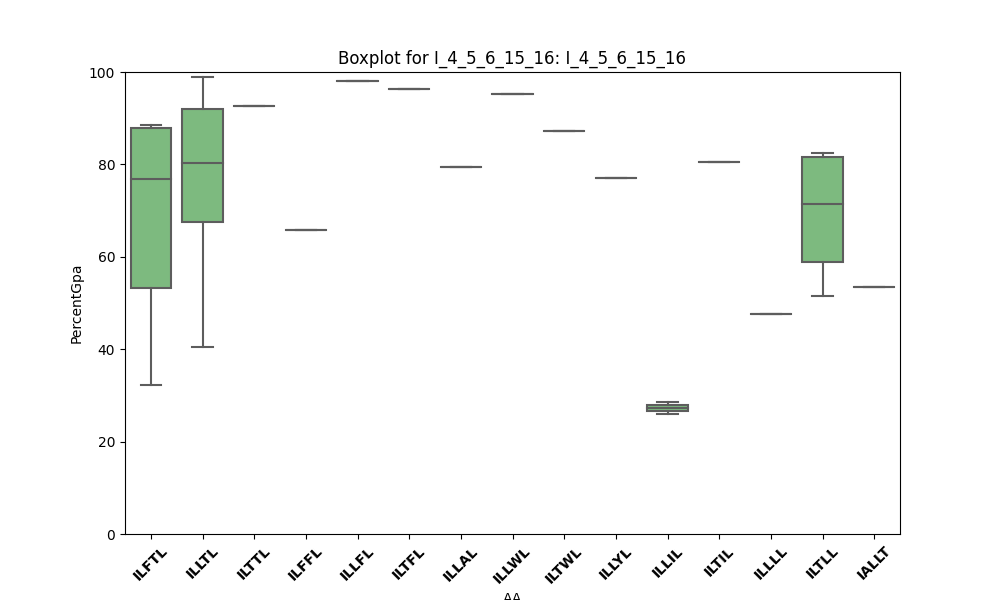 Boxplot for I_4_5_6_15_16: I_4_5_6_15_16
100
80
60
40
20
0
PercentGpa
ILFTL ILLTL ILTTL ILFFL ILLFL ILTFL ILLAL ILLWL ILTWL ILLYL ILLIL ILTIL ILLLL ILTLL IALLT
AA